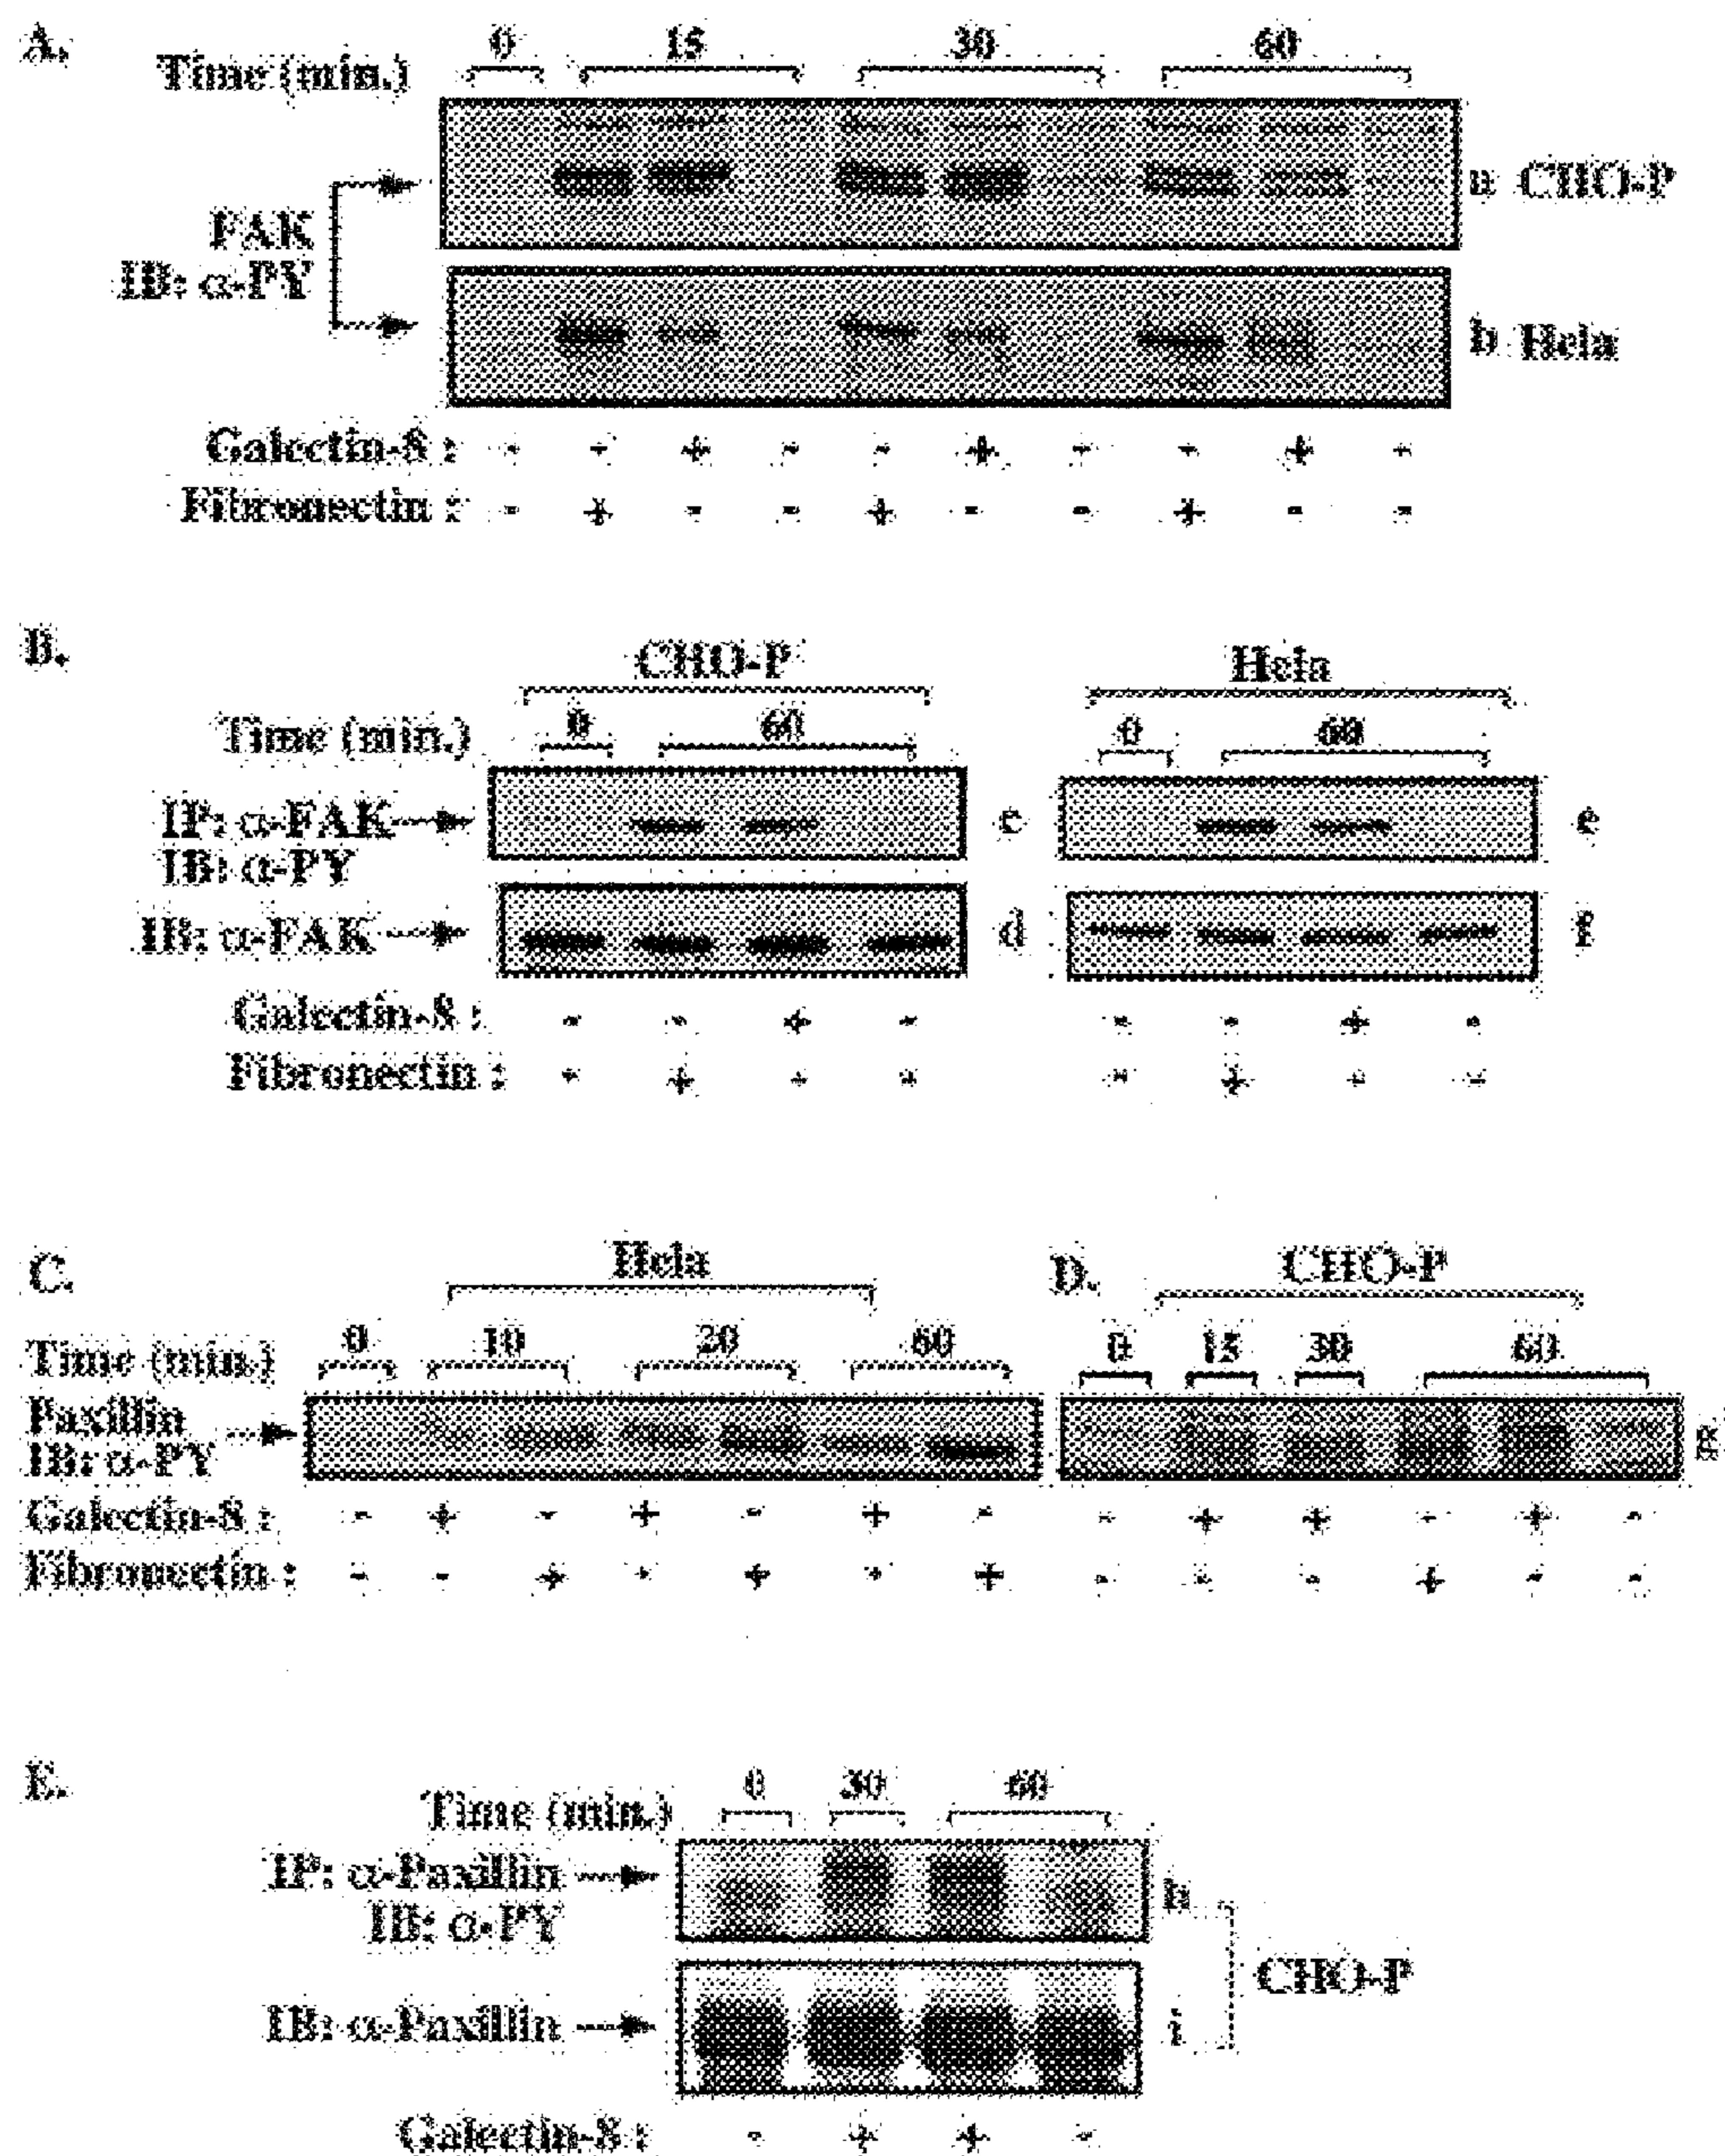 A.
Time (min.) 0 15 30 60
a CHO-P
FAK
IB: α-PY
b Hela
Galectin-8 : - - + - - + - - + -
Fibronectin : - + - - + - - + - -
B.
CHO-P Hela
Time (min.) 0 60 0 60
IP: α-FAK c e
IB: α-PY
IB: α-FAK d f
Galectin-8 : - - + - - - + -
Fibronectin : - + - - - + - -
C. Hela D. CHO-P
Time (min.) 0 10 20 60 0 15 30 60
Paxillin
IB: α-PY g
Galectin-8 : - + - + - + - - + + - + -
Fibronectin : - - + - + - + - - - + - -
E.
Time (min.) 0 30 60
IP: α-Paxillin h
IB: α-PY
CHO-P
IB: α-Paxillin i
Galectin-8 : - + + -